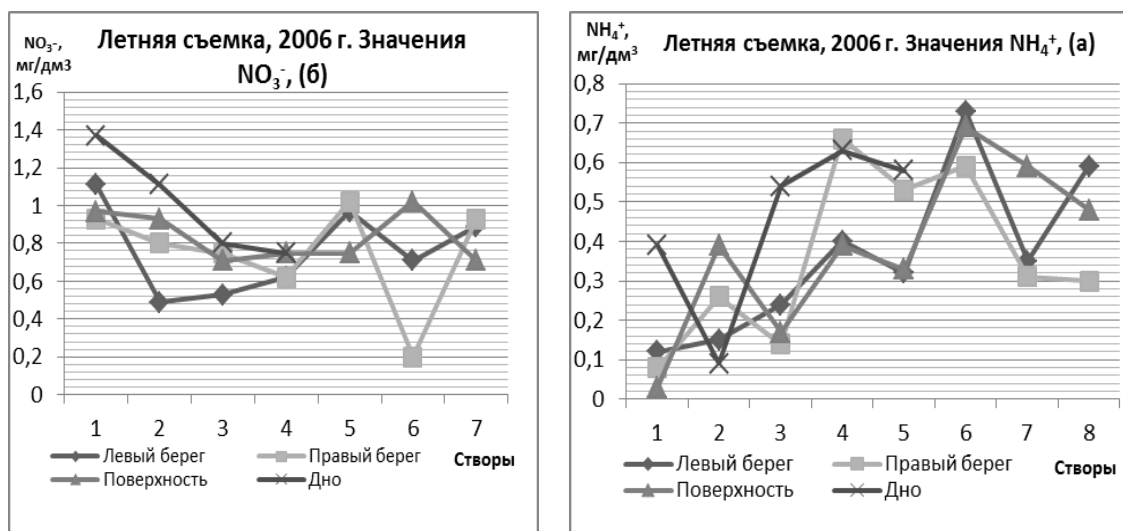 NO₃⁻,
мг/дм3
Летняя съемка, 2006 г. Значения
NO₃⁻, (б)
1,6
1,4
1,2
1
0,8
0,6
0,4
0,2
0
1 2 3 4 5 6 7
Левый берег Правый берег
Поверхность Дно
Створы
NH₄⁺,
мг/дм³
Летняя съемка, 2006 г. Значения NH₄⁺, (а)
0,8
0,7
0,6
0,5
0,4
0,3
0,2
0,1
0
1 2 3 4 5 6 7 8
Левый берег Правый берег
Поверхность Дно
Створы